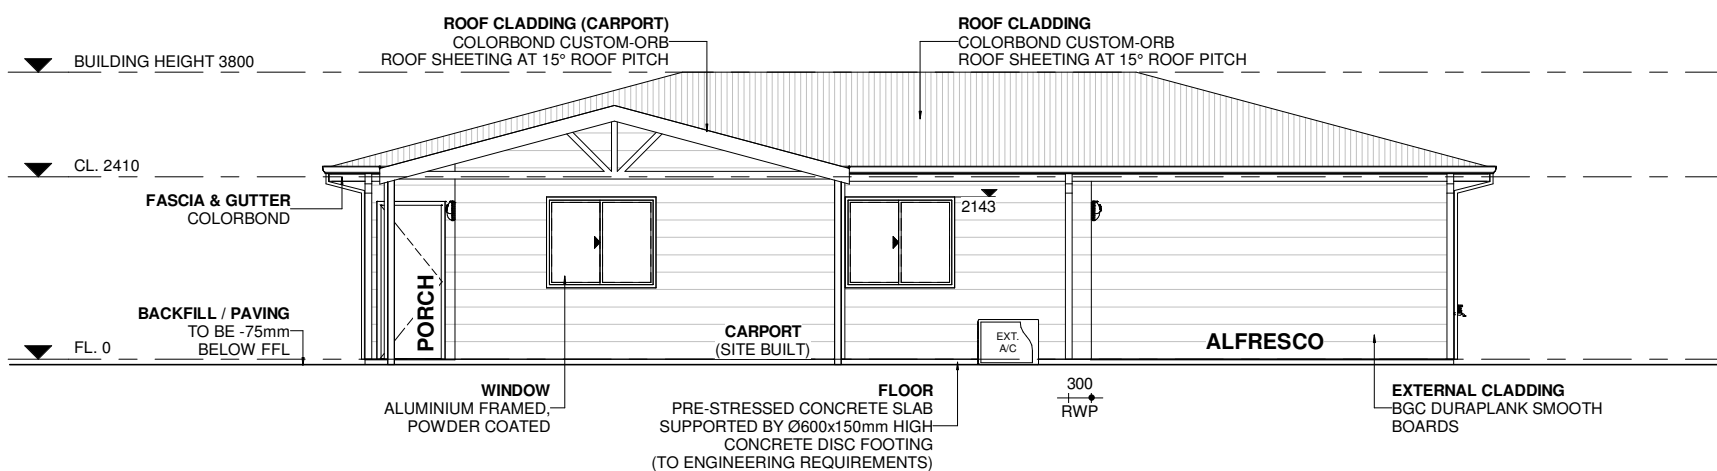 ROOF CLADDING (CARPORT)
COLORBOND CUSTOM-ORB
ROOF SHEETING AT 15° ROOF PITCH
ROOF CLADDING
COLORBOND CUSTOM-ORB
ROOF SHEETING AT 15° ROOF PITCH
BUILDING HEIGHT 3800
CL. 2410
FASCIA & GUTTER
COLORBOND
2143
BACKFILL / PAVING
TO BE -75mm
BELOW FFL
FL. 0
PORCH
CARPORT
(SITE BUILT)
EXT.
A/C
ALFRESCO
WINDOW
ALUMINIUM FRAMED,
POWDER COATED
FLOOR
PRE-STRESSED CONCRETE SLAB
SUPPORTED BY Ø600x150mm HIGH
CONCRETE DISC FOOTING
(TO ENGINEERING REQUIREMENTS)
300
RWP
EXTERNAL CLADDING
BGC DURAPLANK SMOOTH
BOARDS